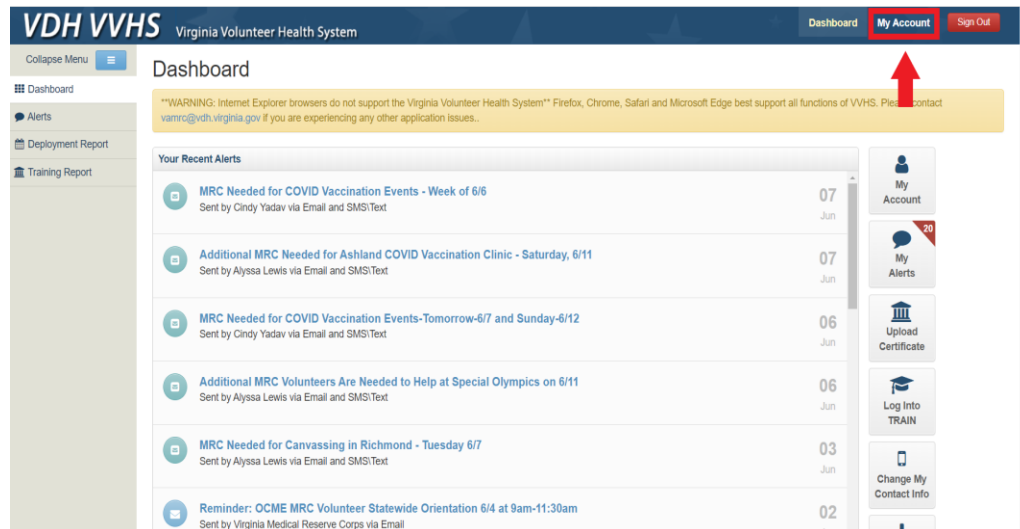 VDH VVHS Virginia Volunteer Health System
Dashboard My Account Sign Out
Collapse Menu
Dashboard
Alerts
Deployment Report
Training Report
Dashboard
**WARNING: Internet Explorer browsers do not support the Virginia Volunteer Health System** Firefox, Chrome, Safari and Microsoft Edge best support all functions of VVHS. contact
vamrc@vdh.virginia.gov if you are experiencing any other application issues..
Your Recent Alerts
MRC Needed for COVID Vaccination Events - Week of 6/6
Sent by Cindy Yadav via Email and SMS\Text
07
Jun
Additional MRC Needed for Ashland COVID Vaccination Clinic - Saturday, 6/11
Sent by Alyssa Lewis via Email and SMS\Text
07
Jun
MRC Needed for COVID Vaccination Events-Tomorrow-6/7 and Sunday-6/12
Sent by Cindy Yadav via Email and SMS\Text
06
Jun
Additional MRC Volunteers Are Needed to Help at Special Olympics on 6/11
Sent by Alyssa Lewis via Email and SMS\Text
06
Jun
MRC Needed for Canvassing in Richmond - Tuesday 6/7
Sent by Alyssa Lewis via Email and SMS\Text
03
Jun
Reminder: OCME MRC Volunteer Statewide Orientation 6/4 at 9am-11:30am
Sent by Virginia Medical Reserve Corps via Email
02
My
Account
20
My
Alerts
Upload
Certificate
Log Into
TRAIN
Change My
Contact Info